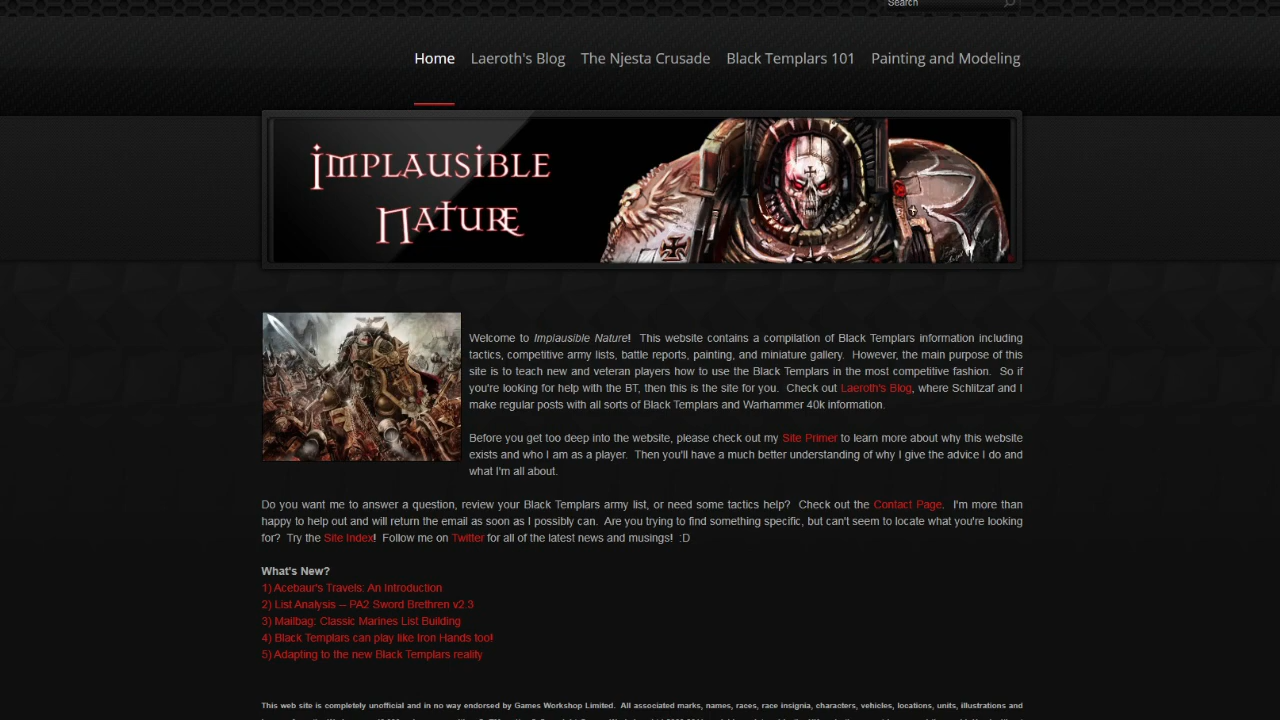 Search
Home Laeroth's Blog The Njesta Crusade Black Templars 101 Painting and Modeling
Implausible
Nature
Welcome to Implausible Nature!  This website contains a compilation of Black Templars information including
tactics, competitive army lists, battle reports, painting, and miniature gallery.  However, the main purpose of this
site is to teach new and veteran players how to use the Black Templars in the most competitive fashion.  So if
you're looking for help with the BT, then this is the site for you.  Check out Laeroth's Blog, where Schlitzaf and I
make regular posts with all sorts of Black Templars and Warhammer 40k information.
Before you get too deep into the website, please check out my Site Primer to learn more about why this website
exists and who I am as a player.  Then you'll have a much better understanding of why I give the advice I do and
what I'm all about.
Do you want me to answer a question, review your Black Templars army list, or need some tactics help?  Check out the Contact Page.  I'm more than
happy to help out and will return the email as soon as I possibly can.  Are you trying to find something specific, but can't seem to locate what you're looking
for?  Try the Site Index!  Follow me on Twitter for all of the latest news and musings!  :D
What's New?
1) Acebaur's Travels: An Introduction
2) List Analysis -- PA2 Sword Brethren v2.3
3) Mailbag: Classic Marines List Building
4) Black Templars can play like Iron Hands too!
5) Adapting to the new Black Templars reality
This web site is completely unofficial and in no way endorsed by Games Workshop Limited.  All associated marks, names, races, race insignia, characters, vehicles, locations, units, illustrations and